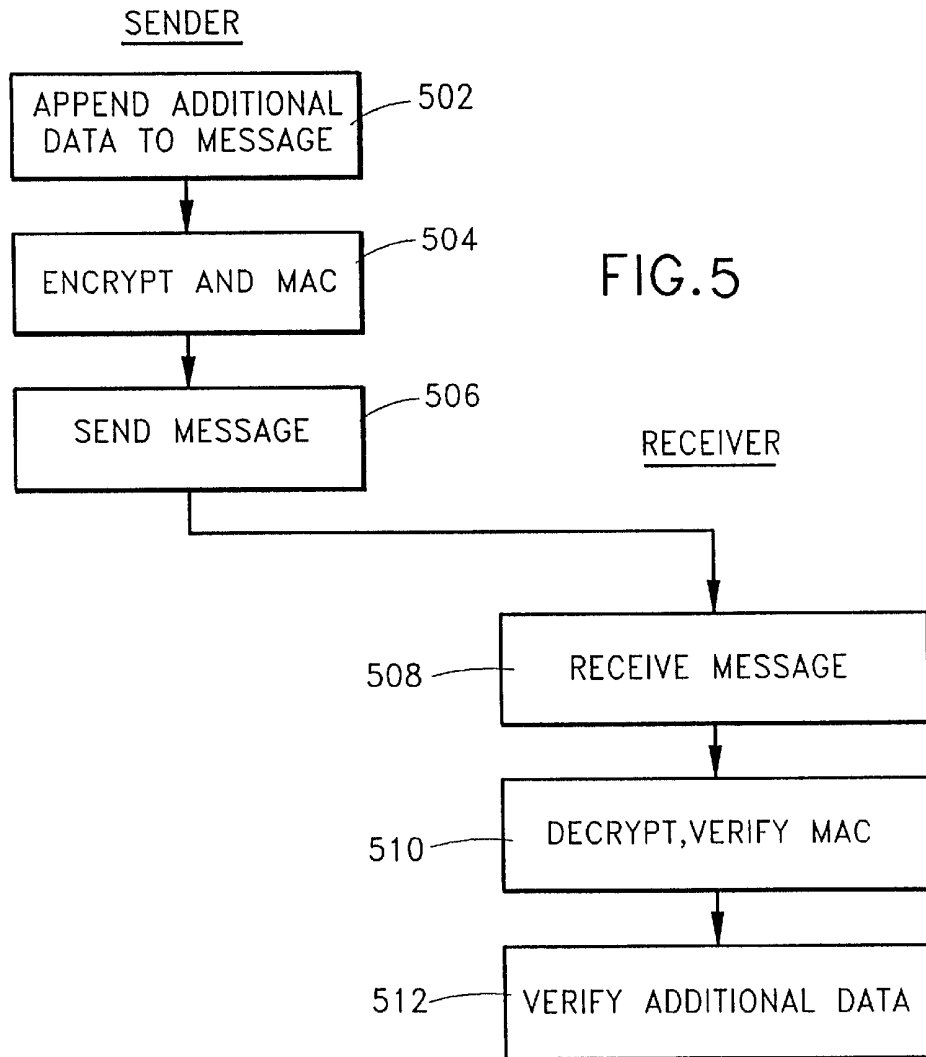 SENDER
APPEND ADDITIONAL
DATA TO MESSAGE
502
ENCRYPT AND MAC
504
FIG.5
SEND MESSAGE
506
RECEIVER
508
RECEIVE MESSAGE
510
DECRYPT,VERIFY MAC
512
VERIFY ADDITIONAL DATA